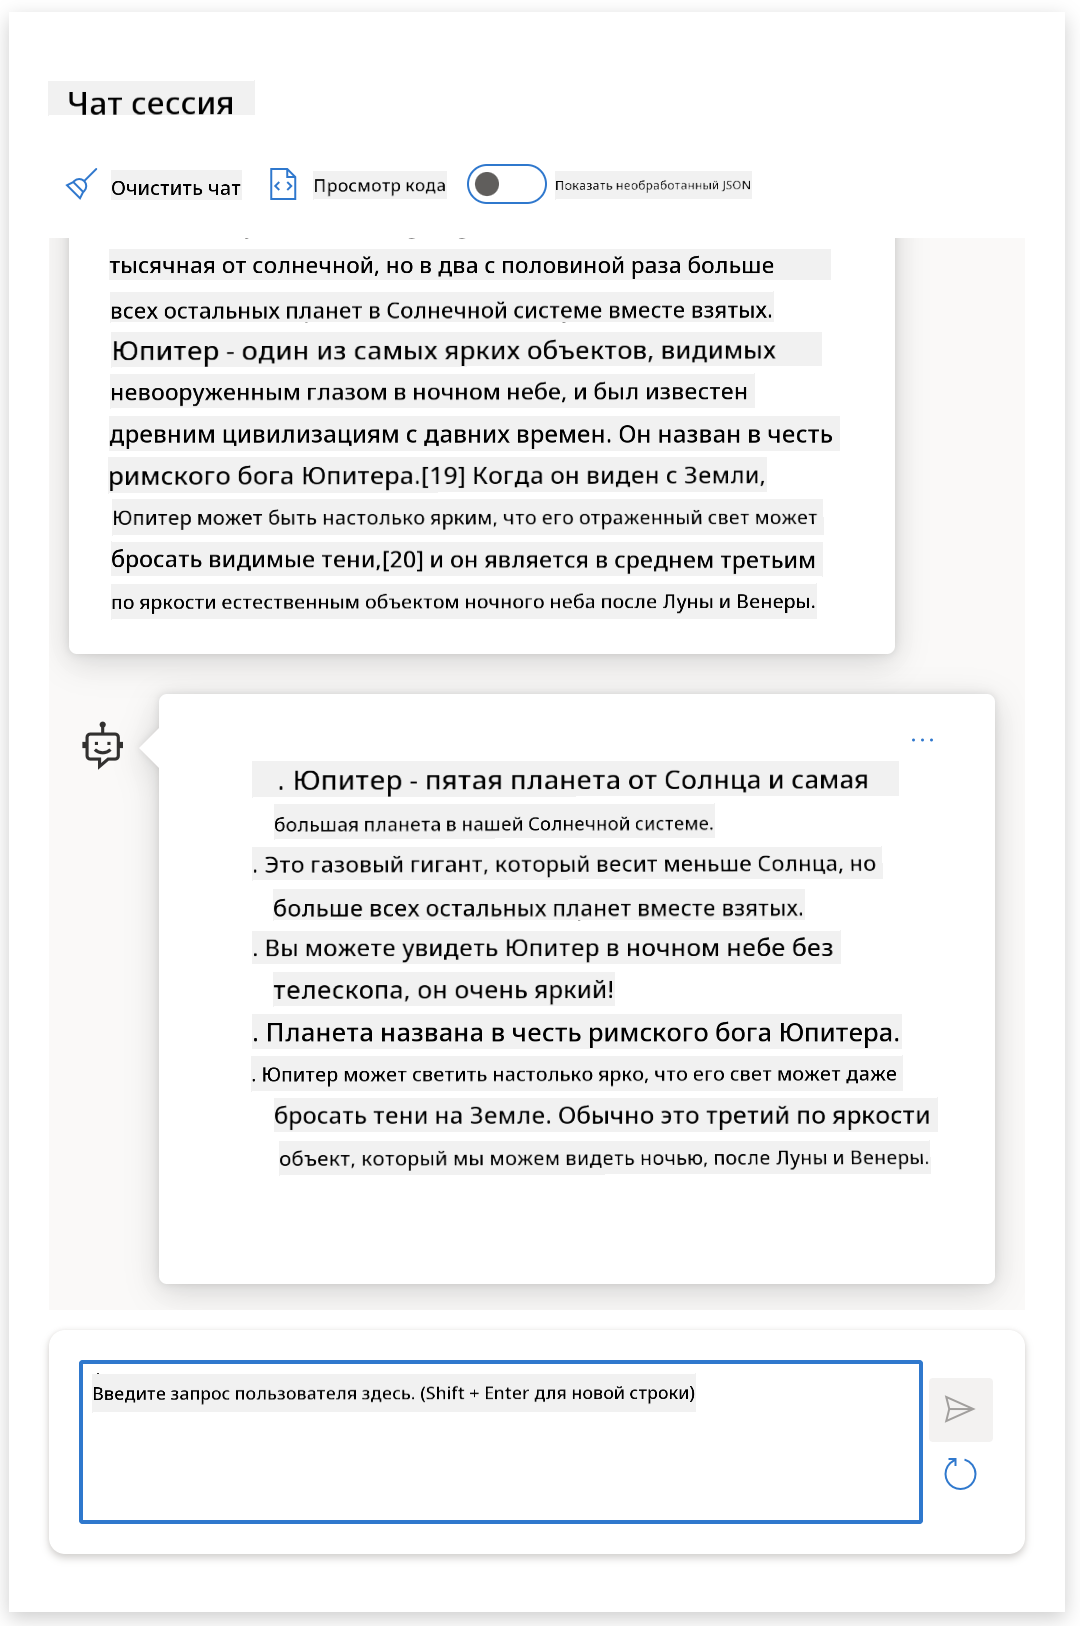 Чат сессия
Очистить чат
Просмотр кода
Показать необработанный JSON
тысячная от солнечной, но в два с половиной раза больше
всех остальных планет в Солнечной системе вместе взятых.
Юпитер - один из самых ярких объектов, видимых
невооруженным глазом в ночном небе, и был известен
древним цивилизациям с давних времен. Он назван в честь
римского бога Юпитера.[19] Когда он виден с Земли,
Юпитер может быть настолько ярким, что его отраженный свет может
бросать видимые тени,[20] и он является в среднем третьим
по яркости естественным объектом ночного неба после Луны и Венеры.
. Юпитер - пятая планета от Солнца и самая
большая планета в нашей Солнечной системе.
. Это газовый гигант, который весит меньше Солнца, но
больше всех остальных планет вместе взятых.
. Вы можете увидеть Юпитер в ночном небе без
телескопа, он очень яркий!
. Планета названа в честь римского бога Юпитера.
. Юпитер может светить настолько ярко, что его свет может даже
бросать тени на Земле. Обычно это третий по яркости
объект, который мы можем видеть ночью, после Луны и Венеры.
Введите запрос пользователя здесь. (Shift + Enter для новой строки)